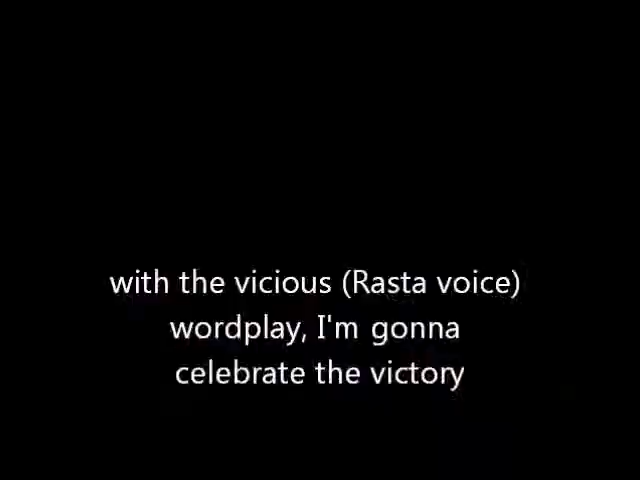 with the vicious (Rasta voice)
wordplay, I'm gonna
celebrate the victory